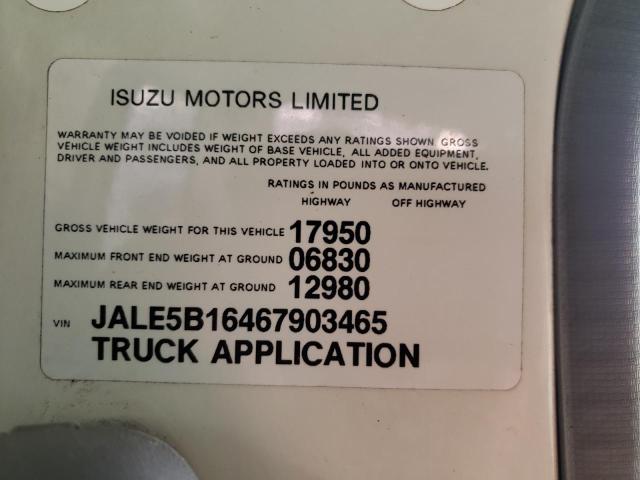 ISUZU MOTORS LIMITED
WARRANTY MAY BE VOIDED IF WEIGHT EXCEEDS ANY RATINGS SHOWN. GROSS
VEHICLE WEIGHT INCLUDES WEIGHT OF BASE VEHICLE, ALL ADDED EQUIPMENT,
DRIVER AND PASSENGERS, AND ALL PROPERTY LOADED INTO OR ONTO VEHICLE.
RATINGS IN POUNDS AS MANUFACTURED
HIGHWAY OFF HIGHWAY
GROSS VEHICLE WEIGHT FOR THIS VEHICLE 17950
MAXIMUM FRONT END WEIGHT AT GROUND 06830
MAXIMUM REAR END WEIGHT AT GROUND 12980
VIN JALE5B16467903465
TRUCK APPLICATION